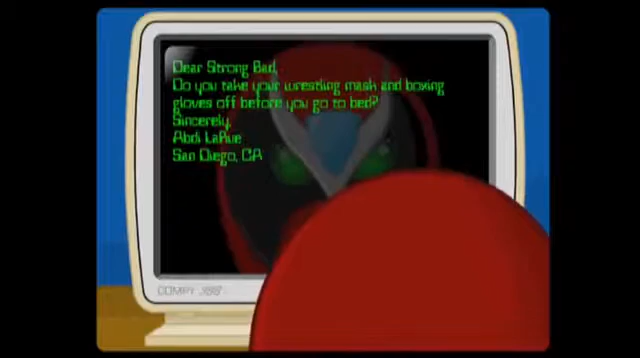 Dear Strong Bad,
Do you take your wrestling mask and boxing
gloves off before you go to bed?
Sincerely,
Abdi LaRue
San Diego, CA
COMPY 386